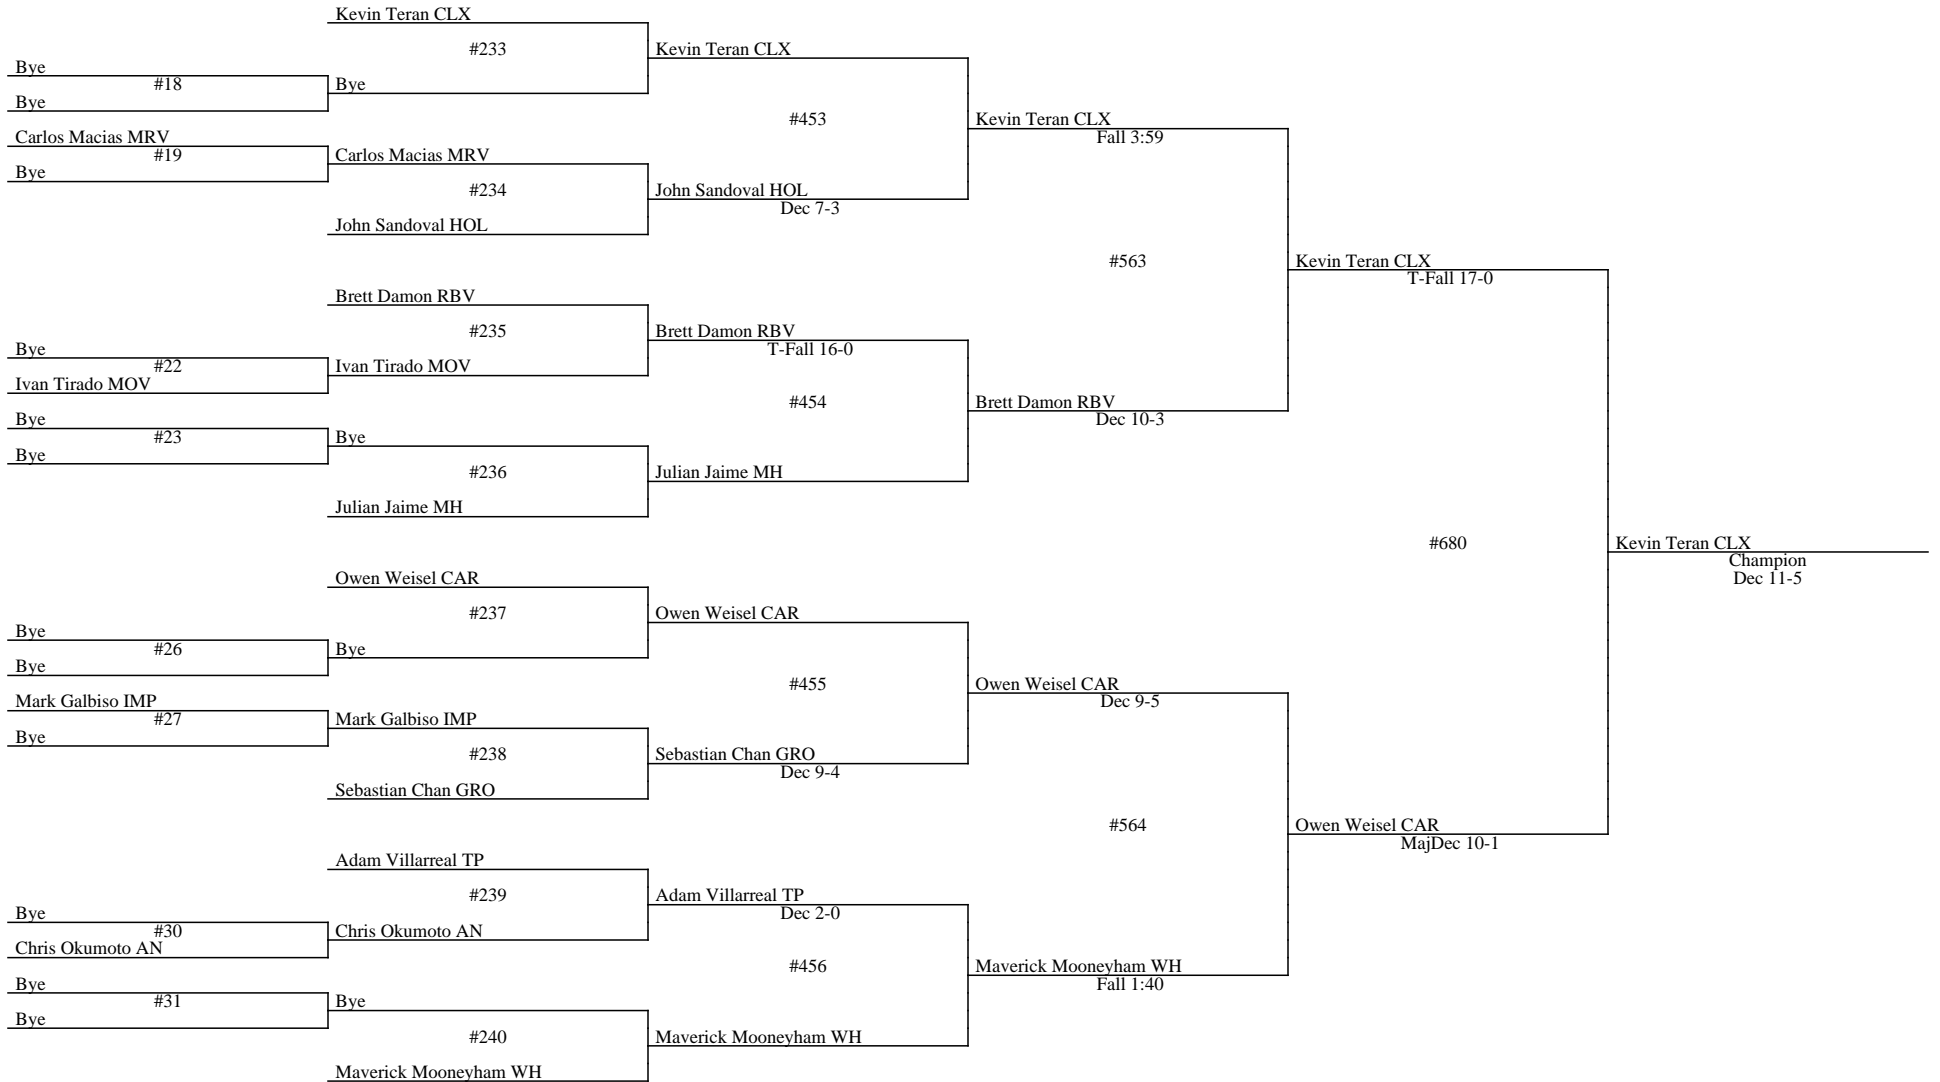 Kevin Teran CLX
#233
Kevin Teran CLX
Bye
#18
Bye
Bye
Carlos Macias MRV
#453
Kevin Teran CLX
Fall 3:59
#19
Carlos Macias MRV
Bye
#234
John Sandoval HOL
Dec 7-3
John Sandoval HOL
#563
Kevin Teran CLX
T-Fall 17-0
Brett Damon RBV
#235
Brett Damon RBV
T-Fall 16-0
Bye
#22
Ivan Tirado MOV
Ivan Tirado MOV
#454
Brett Damon RBV
Dec 10-3
Bye
#23
Bye
Bye
#236
Julian Jaime MH
Julian Jaime MH
#680
Kevin Teran CLX
Champion
Dec 11-5
Owen Weisel CAR
#237
Owen Weisel CAR
Bye
#26
Bye
Bye
#455
Owen Weisel CAR
Dec 9-5
Mark Galbiso IMP
#27
Mark Galbiso IMP
Bye
#238
Sebastian Chan GRO
Dec 9-4
Sebastian Chan GRO
#564
Owen Weisel CAR
MajDec 10-1
Adam Villarreal TP
#239
Adam Villarreal TP
Dec 2-0
Bye
#30
Chris Okumoto AN
Chris Okumoto AN
#456
Maverick Mooneyham WH
Fall 1:40
Bye
#31
Bye
Bye
#240
Maverick Mooneyham WH
Maverick Mooneyham WH